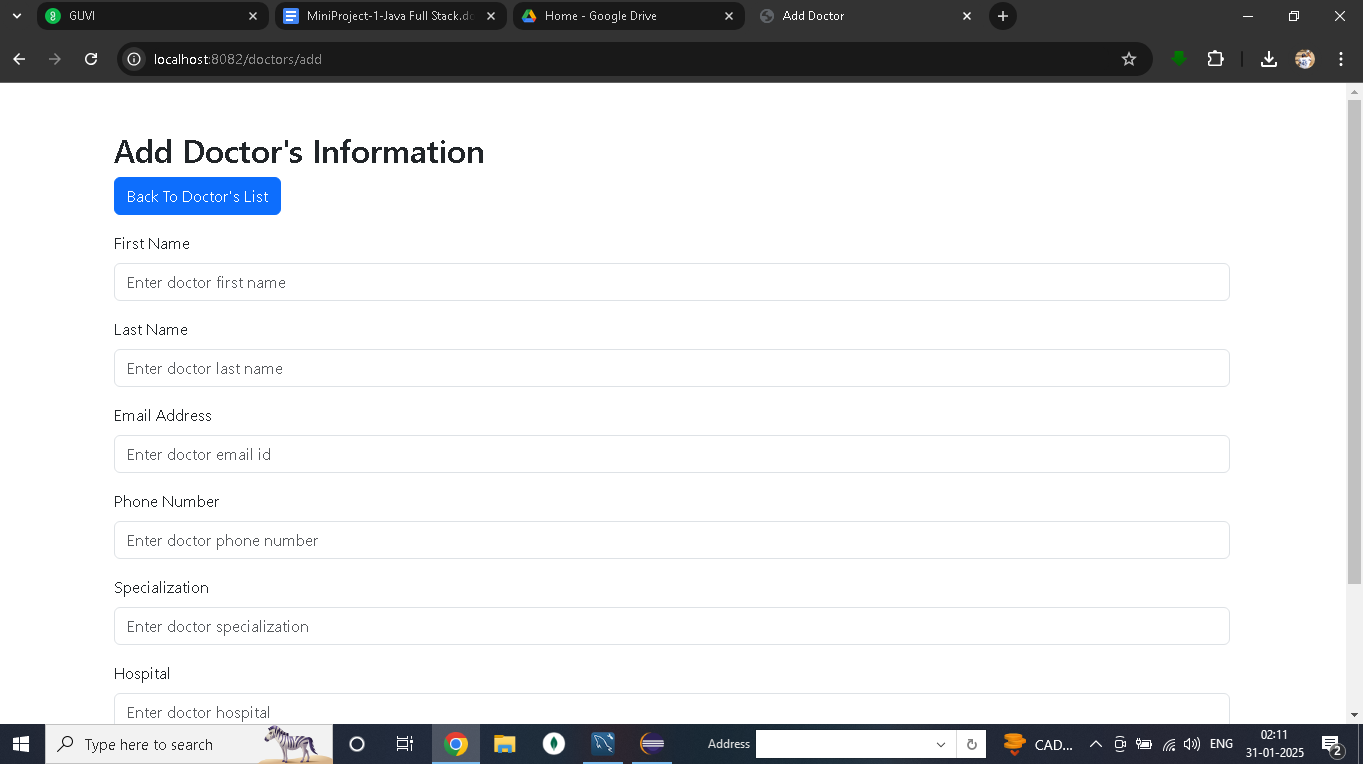 GUVI
MiniProject-1-Java Full Stack.dc
Home - Google Drive
Add Doctor
localhost:8082/doctors/add
Add Doctor's Information
Back To Doctor's List
First Name
Enter doctor first name
Last Name
Enter doctor last name
Email Address
Enter doctor email id
Phone Number
Enter doctor phone number
Specialization
Enter doctor specialization
Hospital
Enter doctor hospital
Type here to search
Address
CAD...
ENG
02:11
31-01-2025
2